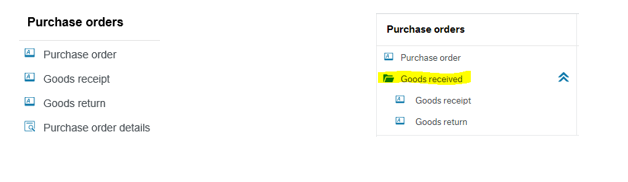 Purchase orders
Purchase order
Goods receipt
Goods return
Purchase order details
Purchase orders
Purchase order
Goods received
Goods receipt
Goods return